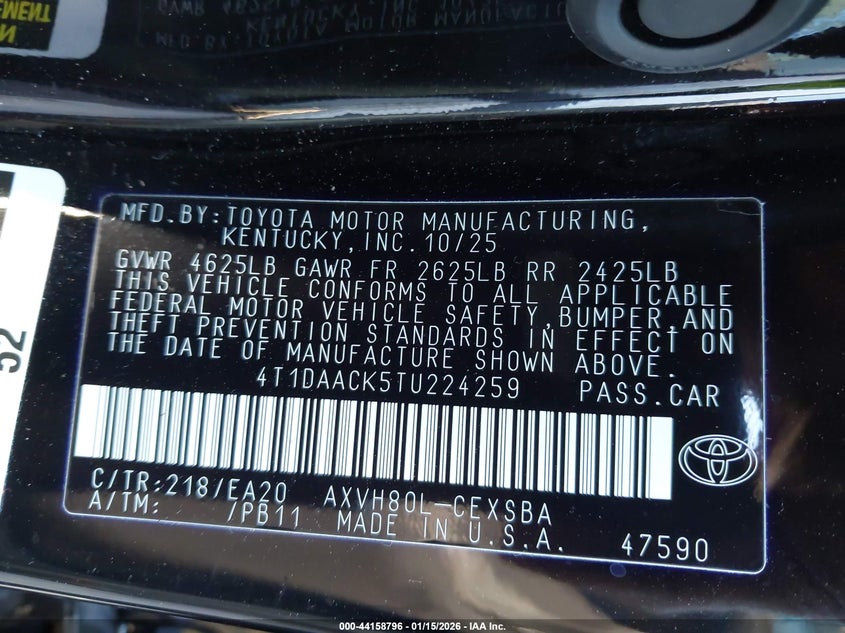 MENT
MFD.BY:TOYOTA MOTOR MANUFACTURING,
KENTUCKY,INC.10/25
GVWR 4625LB GAWR FR 2625LB RR 2425LB
THIS VEHICLE CONFORMS TO ALL APPLICABLE
FEDERAL MOTOR VEHICLE SAFETY,BUMPER,AND
THEFT PREVENTION STANDARDS IN EFFECT ON
THE DATE OF MANUFACTURE SHOWN ABOVE.
4T1DAACK5TU224259 PASS.CAR
C/TR:218/EA20 AXVH80L-CEXSBA
A/TM: /PB11 MADE IN U.S.A. 47590
52
000-44158796 - 01/15/2026 - IAA Inc.